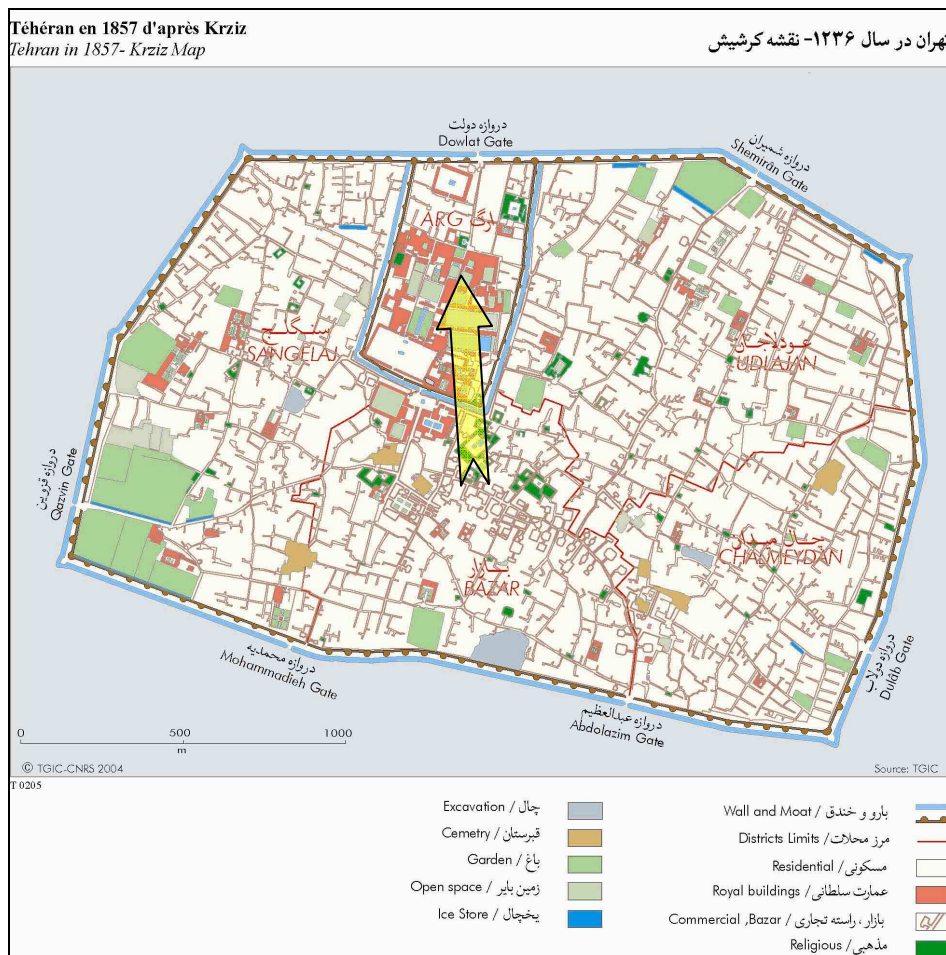 Téhéran en 1857 d'après Krziz
Tehran in 1857- Krziz Map
تهران در سال ۱۲۳۶- نقشه کرشیش
دروازه دولت
Dowlat Gate
دروازه شمیران
Shemirân Gate
ارگ ARG
سنگلج
SANGELAJ
عودلاجان
UDLAJAN
دروازه قزوین
Qazvin Gate
چال میدان
CHALMEYDAN
بازار
BAZAR
دروازه محمدیه
Mohammadieh Gate
دروازه دولاب
Dulâb Gate
دروازه عبدالعظیم
Abdolazim Gate
0 500 1000
m
© TGIC-CNRS 2004
Source: TGIC
T 0205
Excavation / چال
Cemetry / قبرستان
Garden / باغ
Open space / زمین بایر
Ice Store / یخچال
Wall and Moat / بارو و خندق
Districts Limits / مرز محلات
Residential / مسکونی
Royal buildings / عمارت سلطانی
Commercial ,Bazar / بازار ، راسته تجاری
Religious / مذهبی